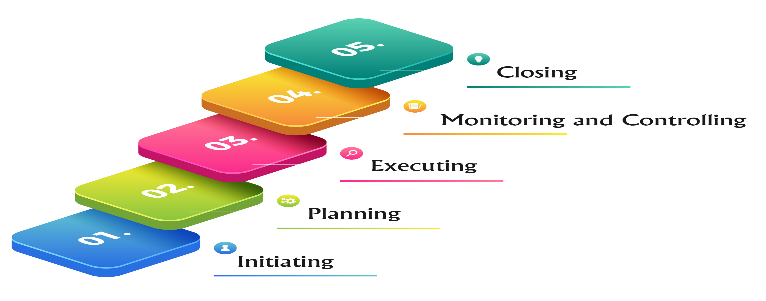 05.
Closing
04.
Monitoring and Controlling
03.
Executing
02.
Planning
01.
Initiating